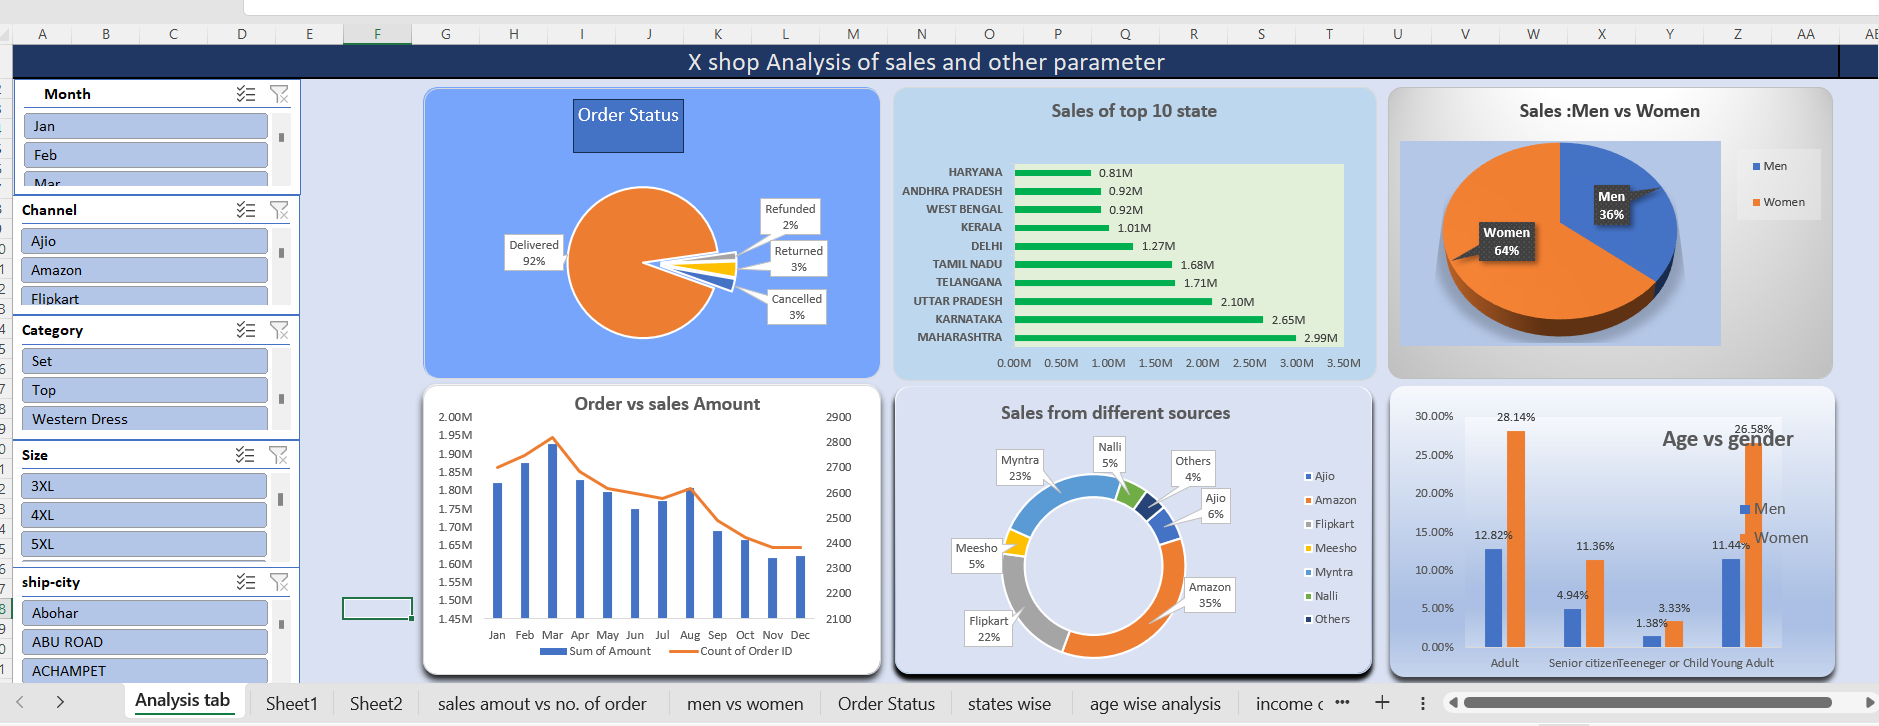 A B C D E F G H I J K L M N O P Q R S T U V W X Y Z AA
X shop Analysis of sales and other parameter
Month
Jan
Feb
Mar
Channel
Ajio
Amazon
Flipkart
Category
Set
Top
Western Dress
Size
3XL
4XL
5XL
ship-city
Abohar
ABU ROAD
ACHAMPET
Order Status
Refunded
2%
Delivered
92%
Returned
3%
Cancelled
3%
Sales of top 10 state
HARYANA 0.81M
ANDHRA PRADESH 0.92M
WEST BENGAL 0.92M
KERALA 1.01M
DELHI 1.27M
TAMIL NADU 1.68M
TELANGANA 1.71M
UTTAR PRADESH 2.10M
KARNATAKA 2.65M
MAHARASHTRA 2.99M
0.00M 0.50M 1.00M 1.50M 2.00M 2.50M 3.00M 3.50M
Sales :Men vs Women
Men
36%
Women
64%
Men
Women
Order vs sales Amount
2.00M 2900
1.95M 2800
1.90M 2700
1.85M 2600
1.80M 2500
1.75M 2400
1.70M 2300
1.65M 2200
1.60M 2100
1.55M
1.50M
1.45M
Jan Feb Mar Apr May Jun Jul Aug Sep Oct Nov Dec
Sum of Amount Count of Order ID
Sales from different sources
Nalli
5%
Myntra
23%
Others
4%
Ajio
6%
Meesho
5%
Amazon
35%
Flipkart
22%
Ajio
Amazon
Flipkart
Meesho
Myntra
Nalli
Others
Age vs gender
30.00%
25.00%
20.00%
15.00%
10.00%
5.00%
0.00%
28.14%
26.58%
12.82%
11.36%
11.44%
4.94%
3.33%
1.38%
Men
Women
Adult Senior citizen Teeneger or Child Young Adult
Analysis tab Sheet1 Sheet2 sales amout vs no. of order men vs women Order Status states wise age wise analysis income